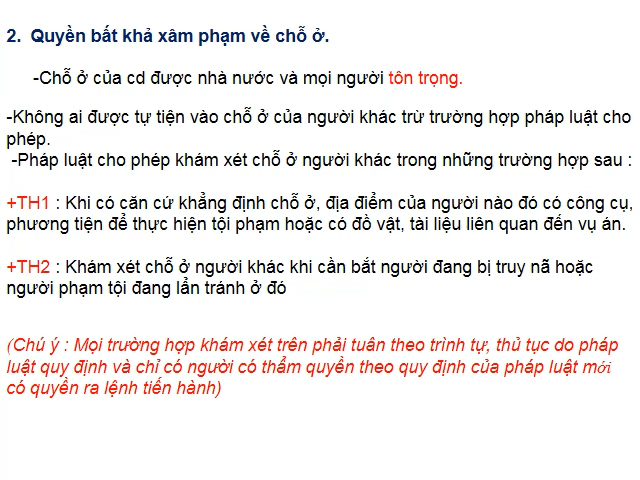 2. Quyền bất khả xâm phạm về chỗ ở.
-Chỗ ở của cd được nhà nước và mọi người tôn trọng.
-Không ai được tự tiện vào chỗ ở của người khác trừ trường hợp pháp luật cho
phép.
-Pháp luật cho phép khám xét chỗ ở người khác trong những trường hợp sau :
+TH1 : Khi có căn cứ khẳng định chỗ ở, địa điểm của người nào đó có công cụ,
phương tiện để thực hiện tội phạm hoặc có đồ vật, tài liệu liên quan đến vụ án.
+TH2 : Khám xét chỗ ở người khác khi cần bắt người đang bị truy nã hoặc
người phạm tội đang lẩn tránh ở đó
(Chú ý : Mọi trường hợp khám xét trên phải tuân theo trình tự, thủ tục do pháp
luật quy định và chỉ có người có thẩm quyền theo quy định của pháp luật mới
có quyền ra lệnh tiến hành)